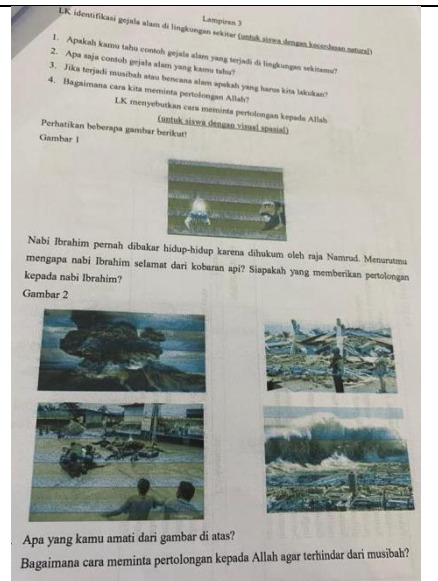 Lampiran 3
LK identifikasi gejala alam di lingkungan sekitar (untuk siswa dengan kecerdasan natural)
1. Apakah kamu tahu contoh gejala alam yang terjadi di lingkungan sekitarmu?
2. Apa saja contoh gejala alam yang kamu tahu?
3. Jika terjadi musibah atau bencana alam apakah yang harus kita lakukan?
4. Bagaimana cara kita meminta pertolongan Allah?
LK menyebutkan cara meminta pertolongan kepada Allah
(untuk siswa dengan visual spasial)
Perhatikan beberapa gambar berikut!
Gambar 1
Nabi Ibrahim pernah dibakar hidup-hidup karena dihukum oleh raja Namrud. Menurutmu
mengapa nabi Ibrahim selamat dari kobaran api? Siapakah yang memberikan pertolongan
kepada nabi Ibrahim?
Gambar 2
Apa yang kamu amati dari gambar di atas?
Bagaimana cara meminta pertolongan kepada Allah agar terhindar dari musibah?